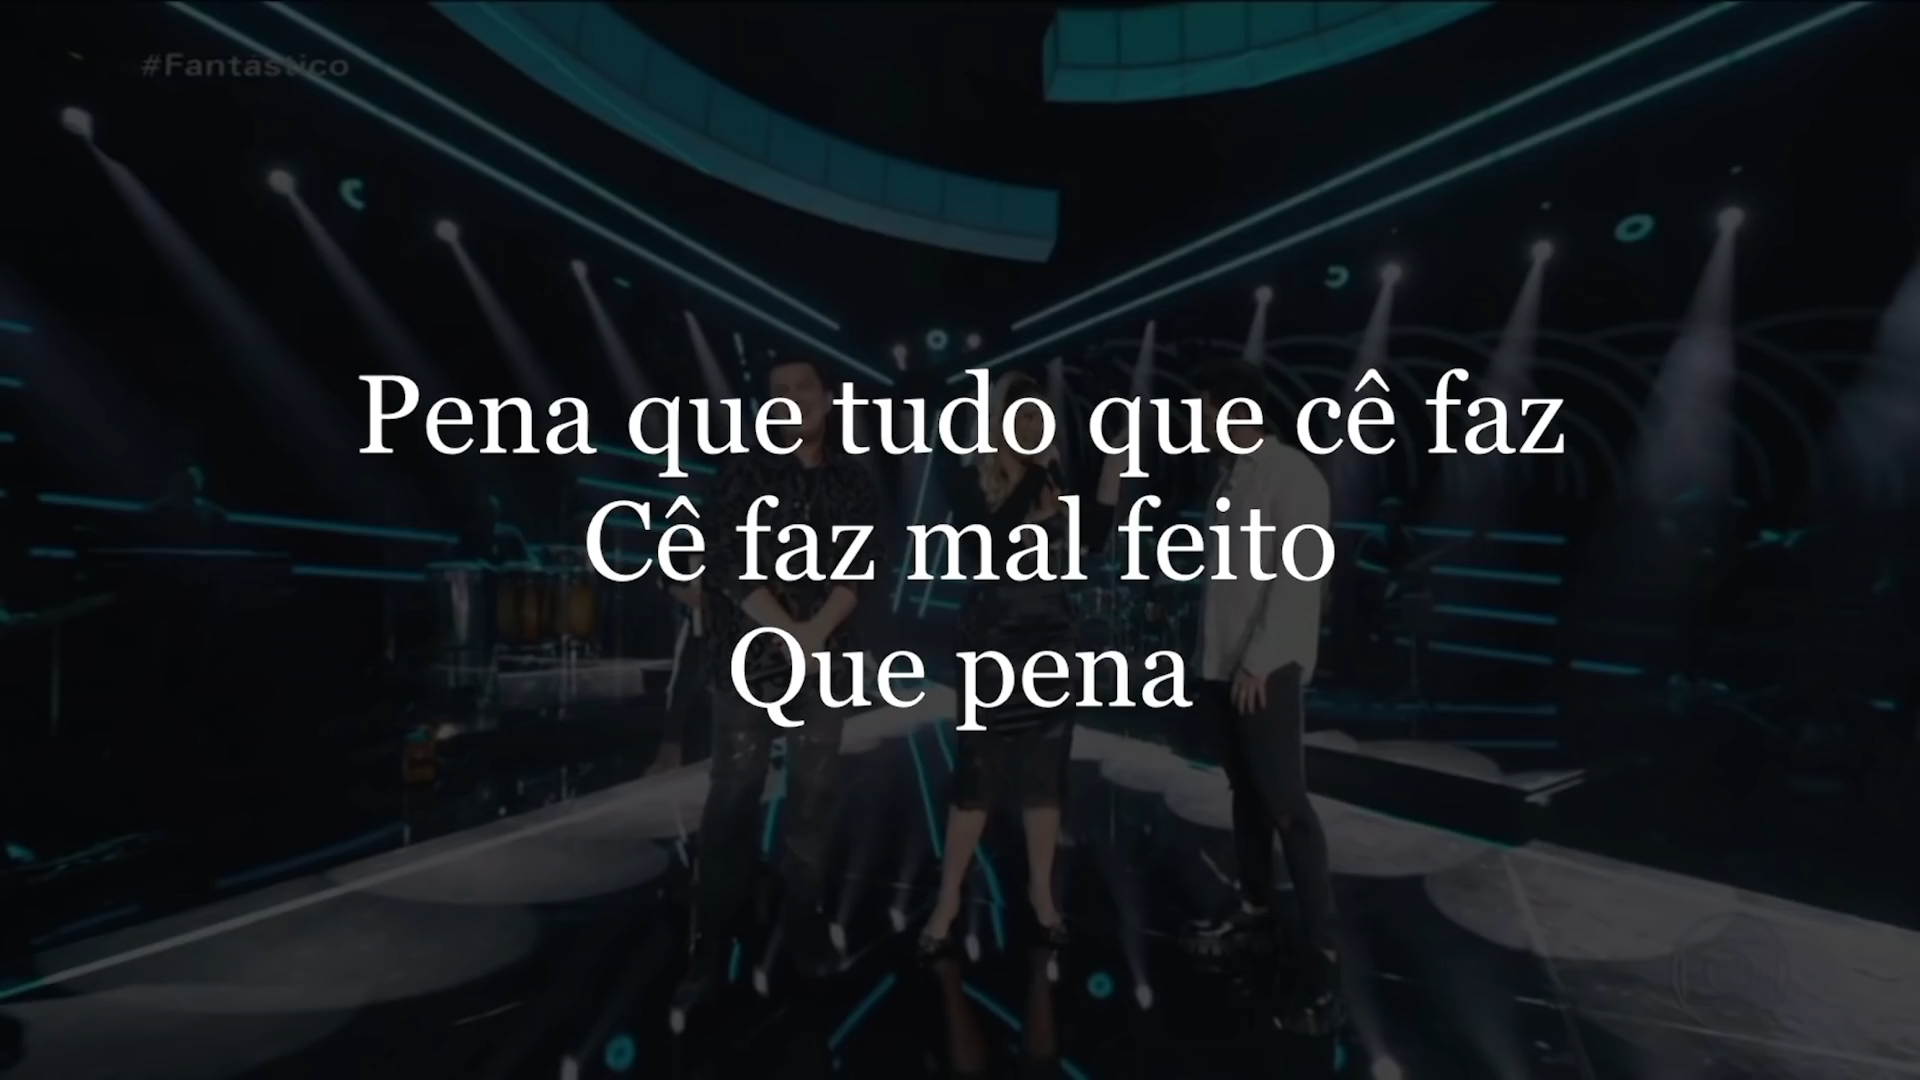 #Fantástico
Pena que tudo que cê faz
Cê faz mal feito
Que pena